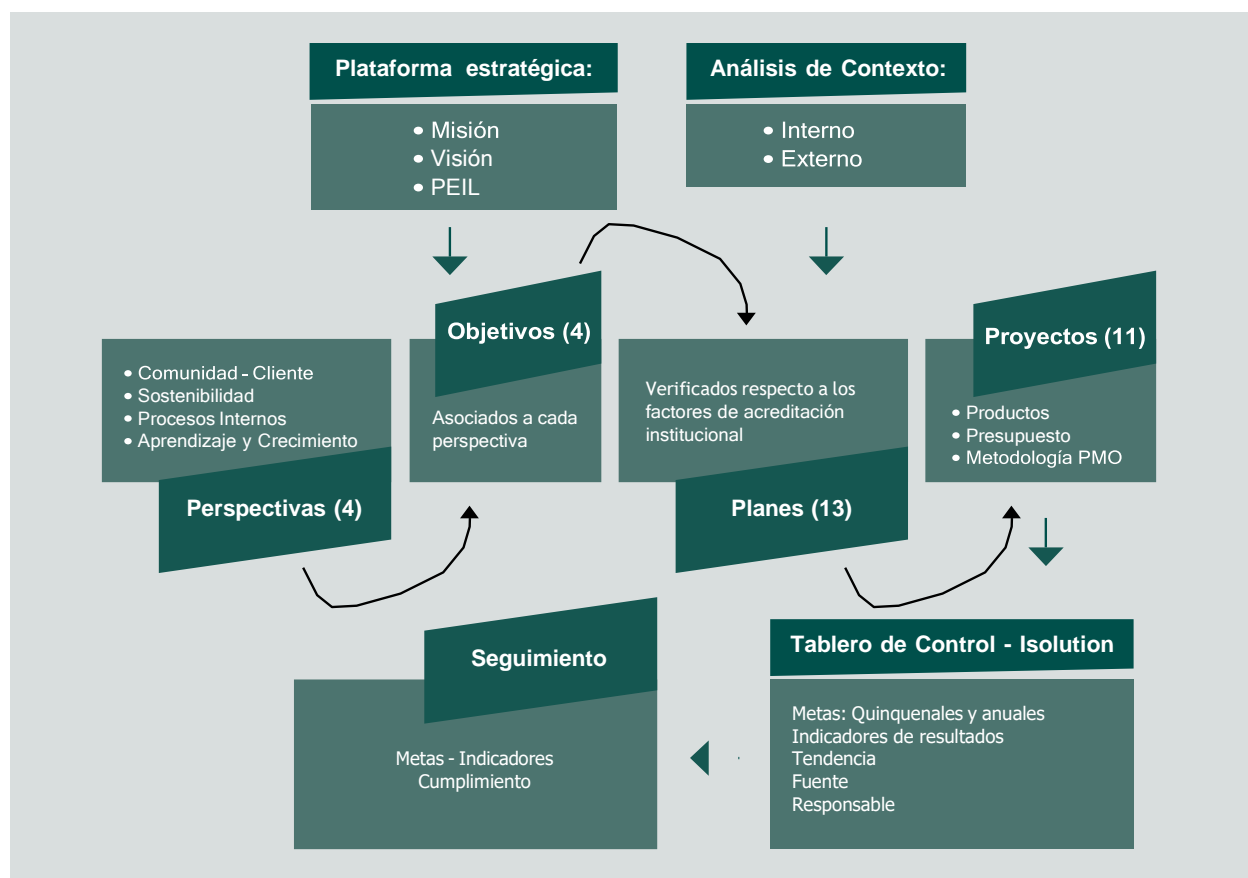 Plataforma estratégica:
• Misión
• Visión
• PEIL
Análisis de Contexto:
• Interno
• Externo
• Comunidad - Cliente
• Sostenibilidad
• Procesos Internos
• Aprendizaje y Crecimiento
Perspectivas (4)
Objetivos (4)
Asociados a cada
perspectiva
Verificados respecto a los
factores de acreditación
institucional
Planes (13)
Proyectos (11)
• Productos
• Presupuesto
• Metodología PMO
Tablero de Control - Isolution
Metas: Quinquenales y anuales
Indicadores de resultados
Tendencia
Fuente
Responsable
Seguimiento
Metas - Indicadores
Cumplimiento